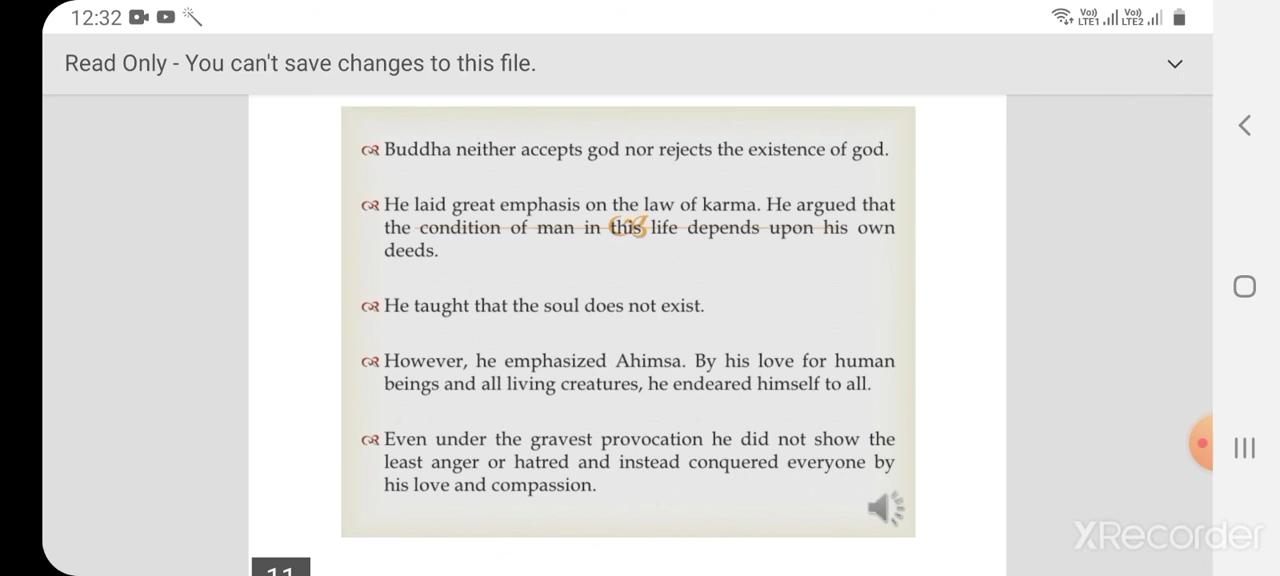 12:32
Vo)) LTE1 Vo)) LTE2
Read Only - You can't save changes to this file.
Buddha neither accepts god nor rejects the existence of god.
He laid great emphasis on the law of karma. He argued that
the condition of man in this life depends upon his own
deeds.
He taught that the soul does not exist.
However, he emphasized Ahimsa. By his love for human
beings and all living creatures, he endeared himself to all.
Even under the gravest provocation he did not show the
least anger or hatred and instead conquered everyone by
his love and compassion.
XRecorder
11